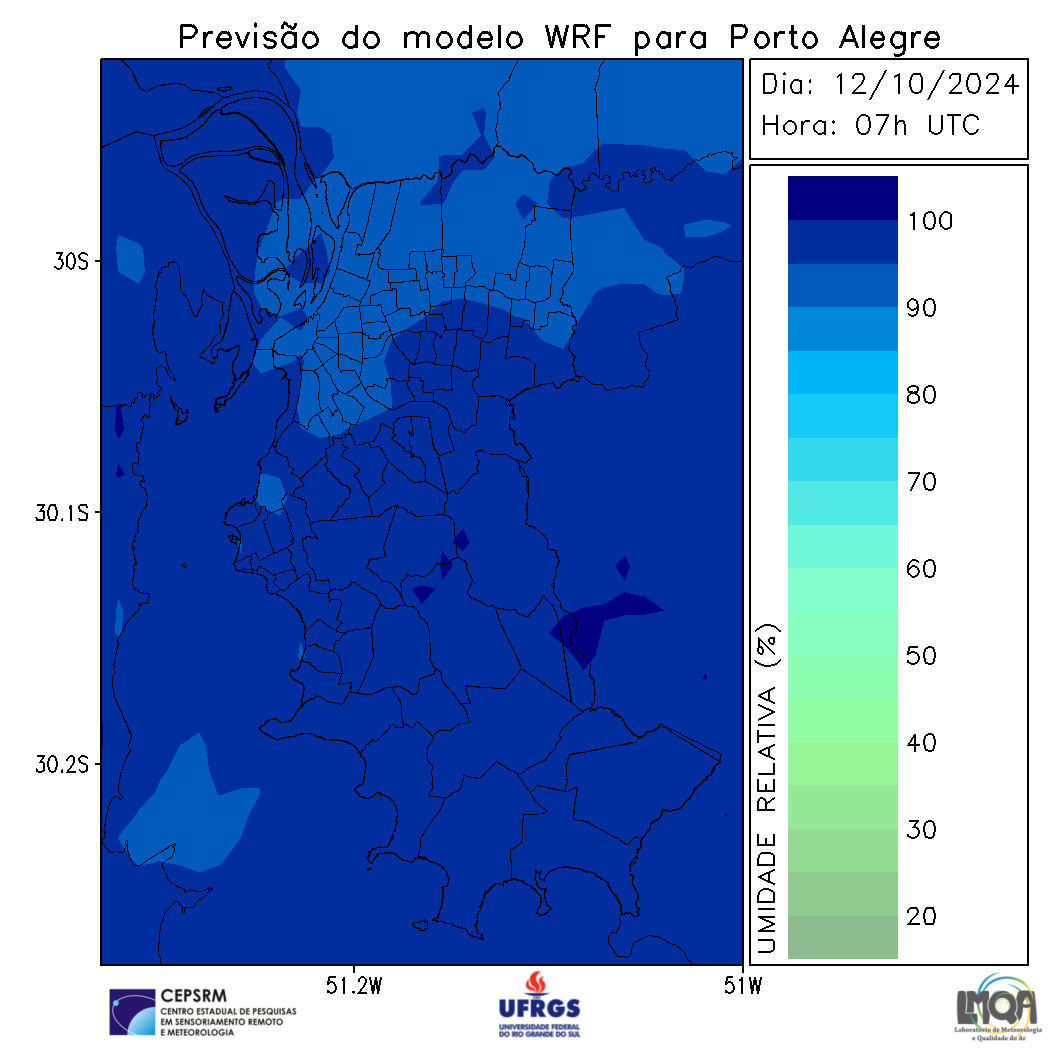 Previsão do modelo WRF para Porto Alegre
Dia: 12/10/2024
Hora: 07h UTC
100
90
80
70
60
50
40
30
20
UMIDADE RELATIVA (%)
30S
30.1S
30.2S
51.2W
51W
CEPSRM
CENTRO ESTADUAL DE PESQUISAS
EM SENSORIAMENTO REMOTO
E METEOROLOGIA
UFRGS
UNIVERSIDADE FEDERAL
DO RIO GRANDE DO SUL
LMQA
Laboratório de Meteorologia
e Qualidade do Ar